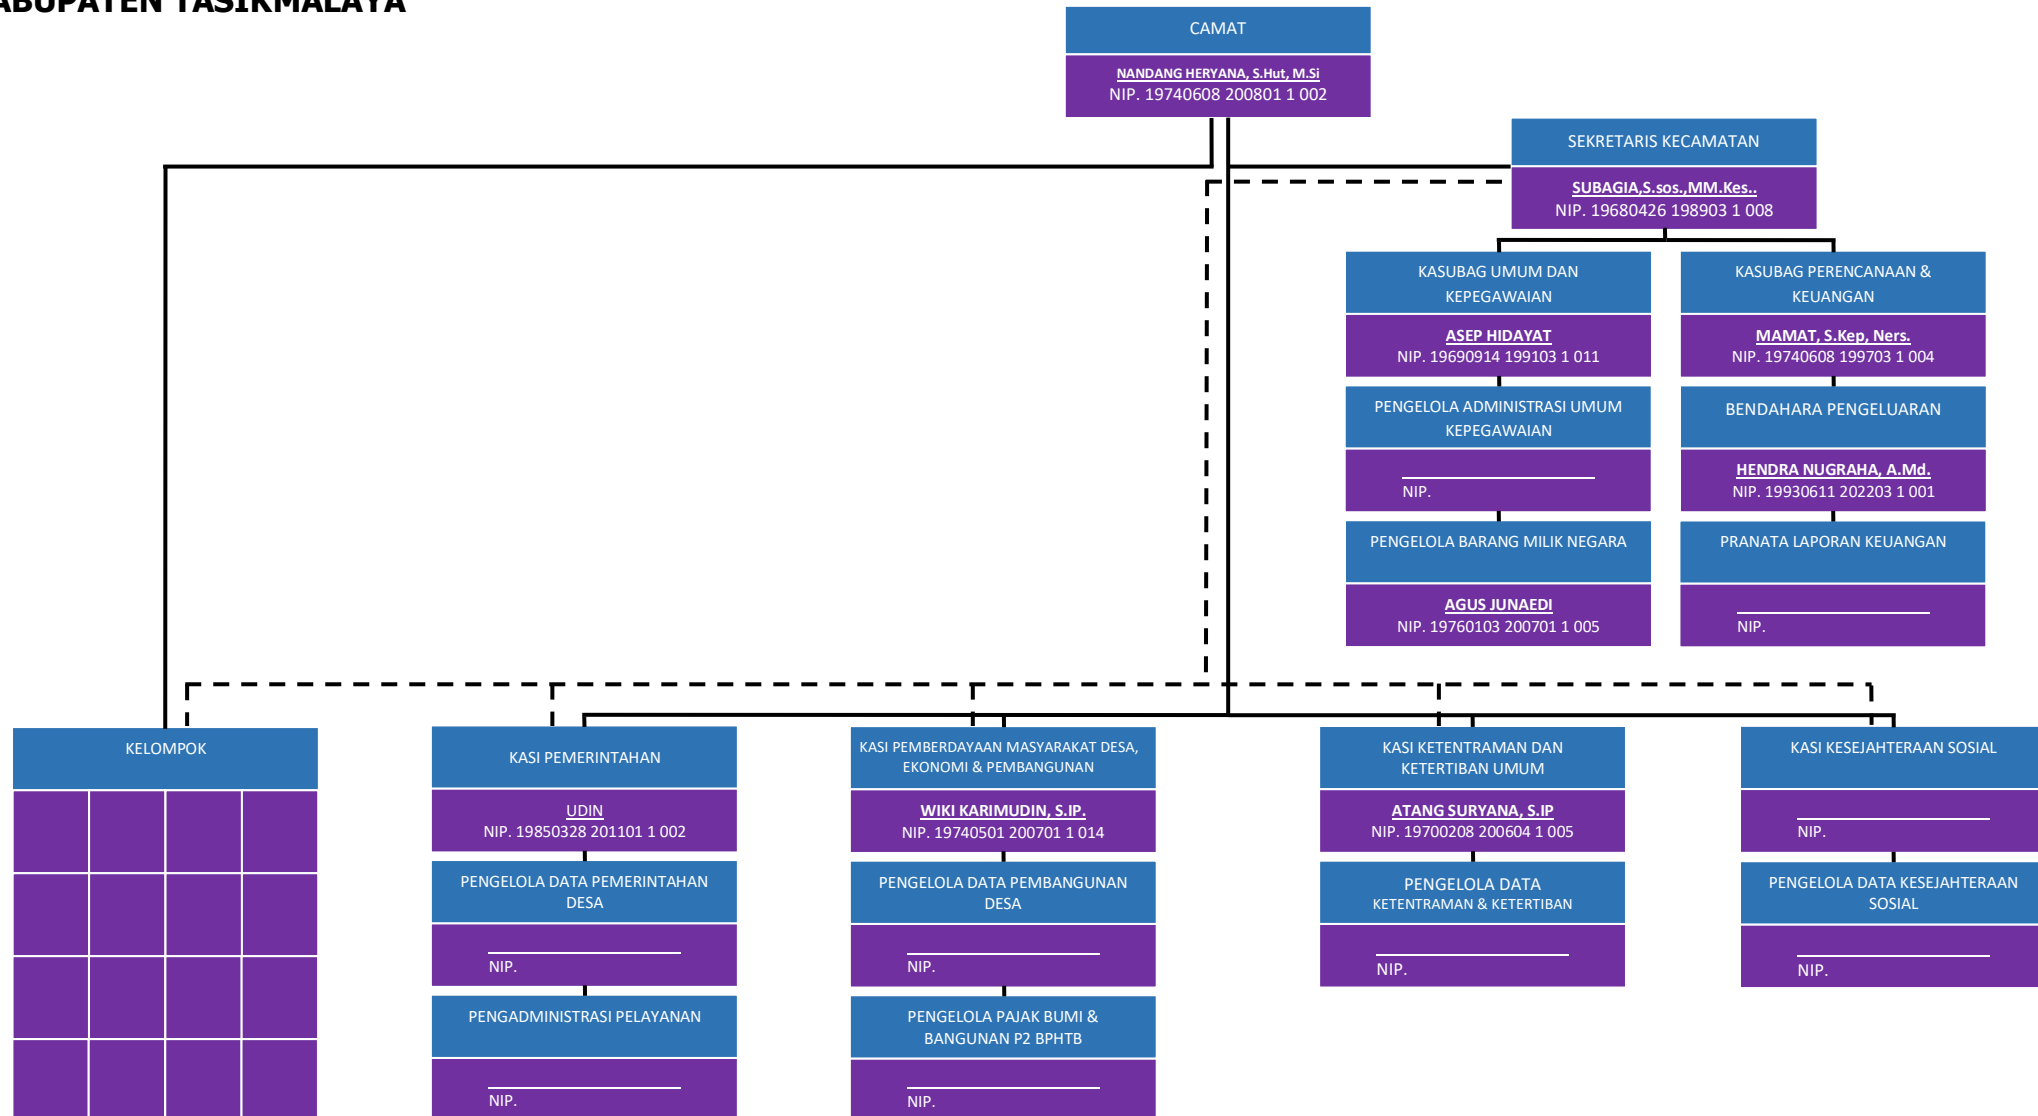 ABUPATEN TASIKMALAYA
CAMAT
NANDANG HERYANA, S.Hut, M.Si
NIP. 19740608 200801 1 002
SEKRETARIS KECAMATAN
SUBAGIA,S.sos.,MM.Kes..
NIP. 19680426 198903 1 008
KASUBAG UMUM DAN
KEPEGAWAIAN
ASEP HIDAYAT
NIP. 19690914 199103 1 011
PENGELOLA ADMINISTRASI UMUM
KEPEGAWAIAN
NIP.
PENGELOLA BARANG MILIK NEGARA
AGUS JUNAEDI
NIP. 19760103 200701 1 005
KASUBAG PERENCANAAN &
KEUANGAN
MAMAT, S.Kep, Ners.
NIP. 19740608 199703 1 004
BENDAHARA PENGELUARAN
HENDRA NUGRAHA, A.Md.
NIP. 19930611 202203 1 001
PRANATA LAPORAN KEUANGAN
NIP.
KELOMPOK
KASI PEMERINTAHAN
UDIN
NIP. 19850328 201101 1 002
PENGELOLA DATA PEMERINTAHAN
DESA
NIP.
PENGADMINISTRASI PELAYANAN
NIP.
KASI PEMBERDAYAAN MASYARAKAT DESA,
EKONOMI & PEMBANGUNAN
WIKI KARIMUDIN, S.IP.
NIP. 19740501 200701 1 014
PENGELOLA DATA PEMBANGUNAN
DESA
NIP.
PENGELOLA PAJAK BUMI &
BANGUNAN P2 BPHTB
NIP.
KASI KETENTRAMAN DAN
KETERTIBAN UMUM
ATANG SURYANA, S.IP
NIP. 19700208 200604 1 005
PENGELOLA DATA
KETENTRAMAN & KETERTIBAN
NIP.
KASI KESEJAHTERAAN SOSIAL
NIP.
PENGELOLA DATA KESEJAHTERAAN
SOSIAL
NIP.